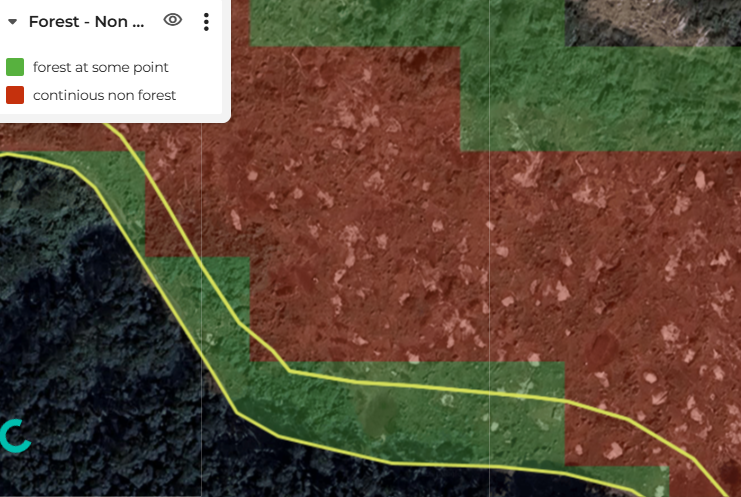 Forest - Non ...
forest at some point
continious non forest